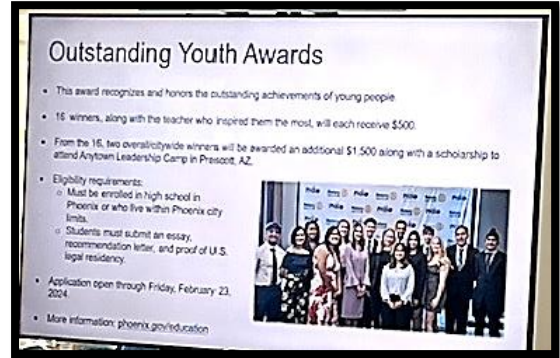 Outstanding Youth Awards
• This award recognizes and honors the outstanding achievements of young people
• 16 winners, along with the teacher who inspired them the most, will each receive $500.
• From the 16, two overall/citywide winners will be awarded an additional $1,500 along with a scholarship to
attend Anytown Leadership Camp in Prescott, AZ.
• Eligibility requirements:
o Must be enrolled in high school in
Phoenix or who live within Phoenix city
limits.
o Students must submit an essay,
recommendation letter, and proof of U.S.
legal residency.
• Application open through Friday, February 23,
2024.
• More information: phoenix.gov/education